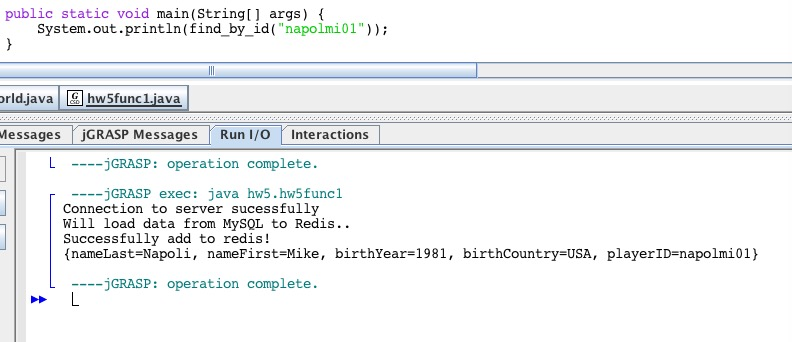 public static void main(String[] args) {
System.out.println(find_by_id("napolmi01"));
}
orld.java hw5func1.java
Messages jGRASP Messages Run I/O Interactions
----jGRASP: operation complete.
----jGRASP exec: java hw5.hw5func1
Connection to server sucessfully
Will load data from MySQL to Redis..
Successfully add to redis!
{nameLast=Napoli, nameFirst=Mike, birthYear=1981, birthCountry=USA, playerID=napolmi01}
----jGRASP: operation complete.